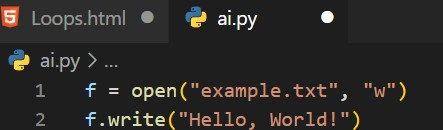 Loops.html ai.py
ai.py > ...
1 f = open("example.txt", "w")
2 f.write("Hello, World!")